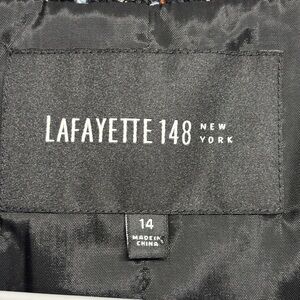 LAFAYETTE 148 NEW YORK
14
MADE IN
CHINA